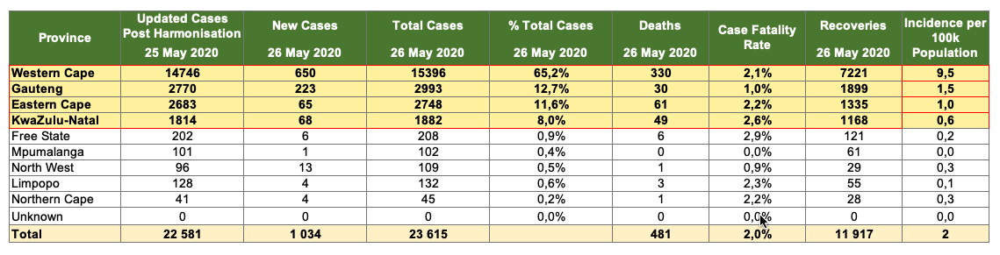 Province | Updated Cases Post Harmonisation 25 May 2020 | New Cases 26 May 2020 | Total Cases 26 May 2020 | % Total Cases 26 May 2020 | Deaths 26 May 2020 | Case Fatality Rate | Recoveries 26 May 2020 | Incidence per 100k Population
Western Cape | 14746 | 650 | 15396 | 65,2% | 330 | 2,1% | 7221 | 9,5
Gauteng | 2770 | 223 | 2993 | 12,7% | 30 | 1,0% | 1899 | 1,5
Eastern Cape | 2683 | 65 | 2748 | 11,6% | 61 | 2,2% | 1335 | 1,0
KwaZulu-Natal | 1814 | 68 | 1882 | 8,0% | 49 | 2,6% | 1168 | 0,6
Free State | 202 | 6 | 208 | 0,9% | 6 | 2,9% | 121 | 0,2
Mpumalanga | 101 | 1 | 102 | 0,4% | 0 | 0,0% | 61 | 0,0
North West | 96 | 13 | 109 | 0,5% | 1 | 0,9% | 29 | 0,3
Limpopo | 128 | 4 | 132 | 0,6% | 3 | 2,3% | 55 | 0,1
Northern Cape | 41 | 4 | 45 | 0,2% | 1 | 2,2% | 28 | 0,3
Unknown | 0 | 0 | 0 | 0,0% | 0 | 0,0% | 0 | 0,0
Total | 22 581 | 1 034 | 23 615 | | 481 | 2,0% | 11 917 | 2